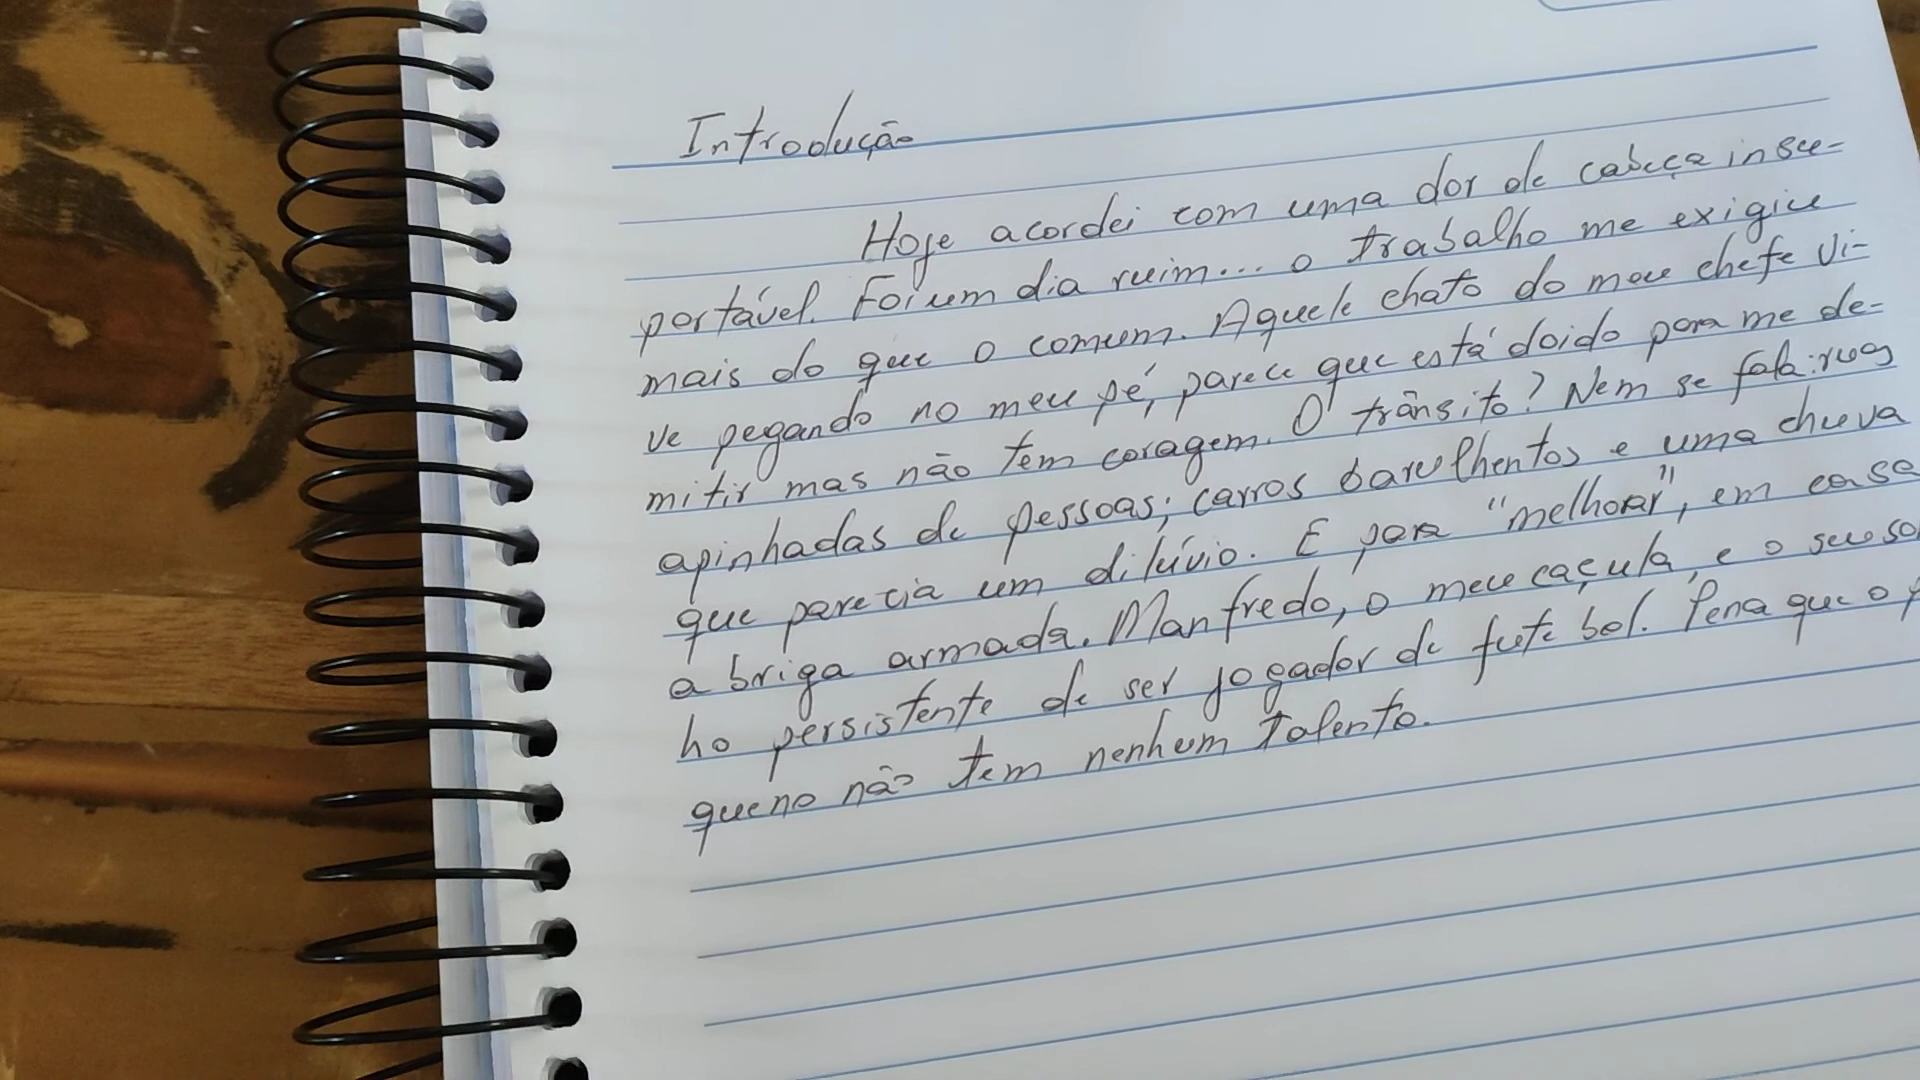 Introdução
Hoje acordei com uma dor de cabeça insu-
portável. Foi um dia ruim... o trabalho me exigiu
mais do que o comum. Aquele chato do meu chefe vi-
ve pegando no meu pé, parece que está doido para me de-
mitir mas não tem coragem. O trânsito? Nem se fala: ruas
apinhadas de pessoas; carros barulhentos e uma chuva
que parecia um dilúvio. E para "melhorar", em casa
a briga armada. Manfredo, o meu caçula, e o seu so
ho persistente de ser jogador de futebol. Pena que o p
queno não tem nenhum talento.